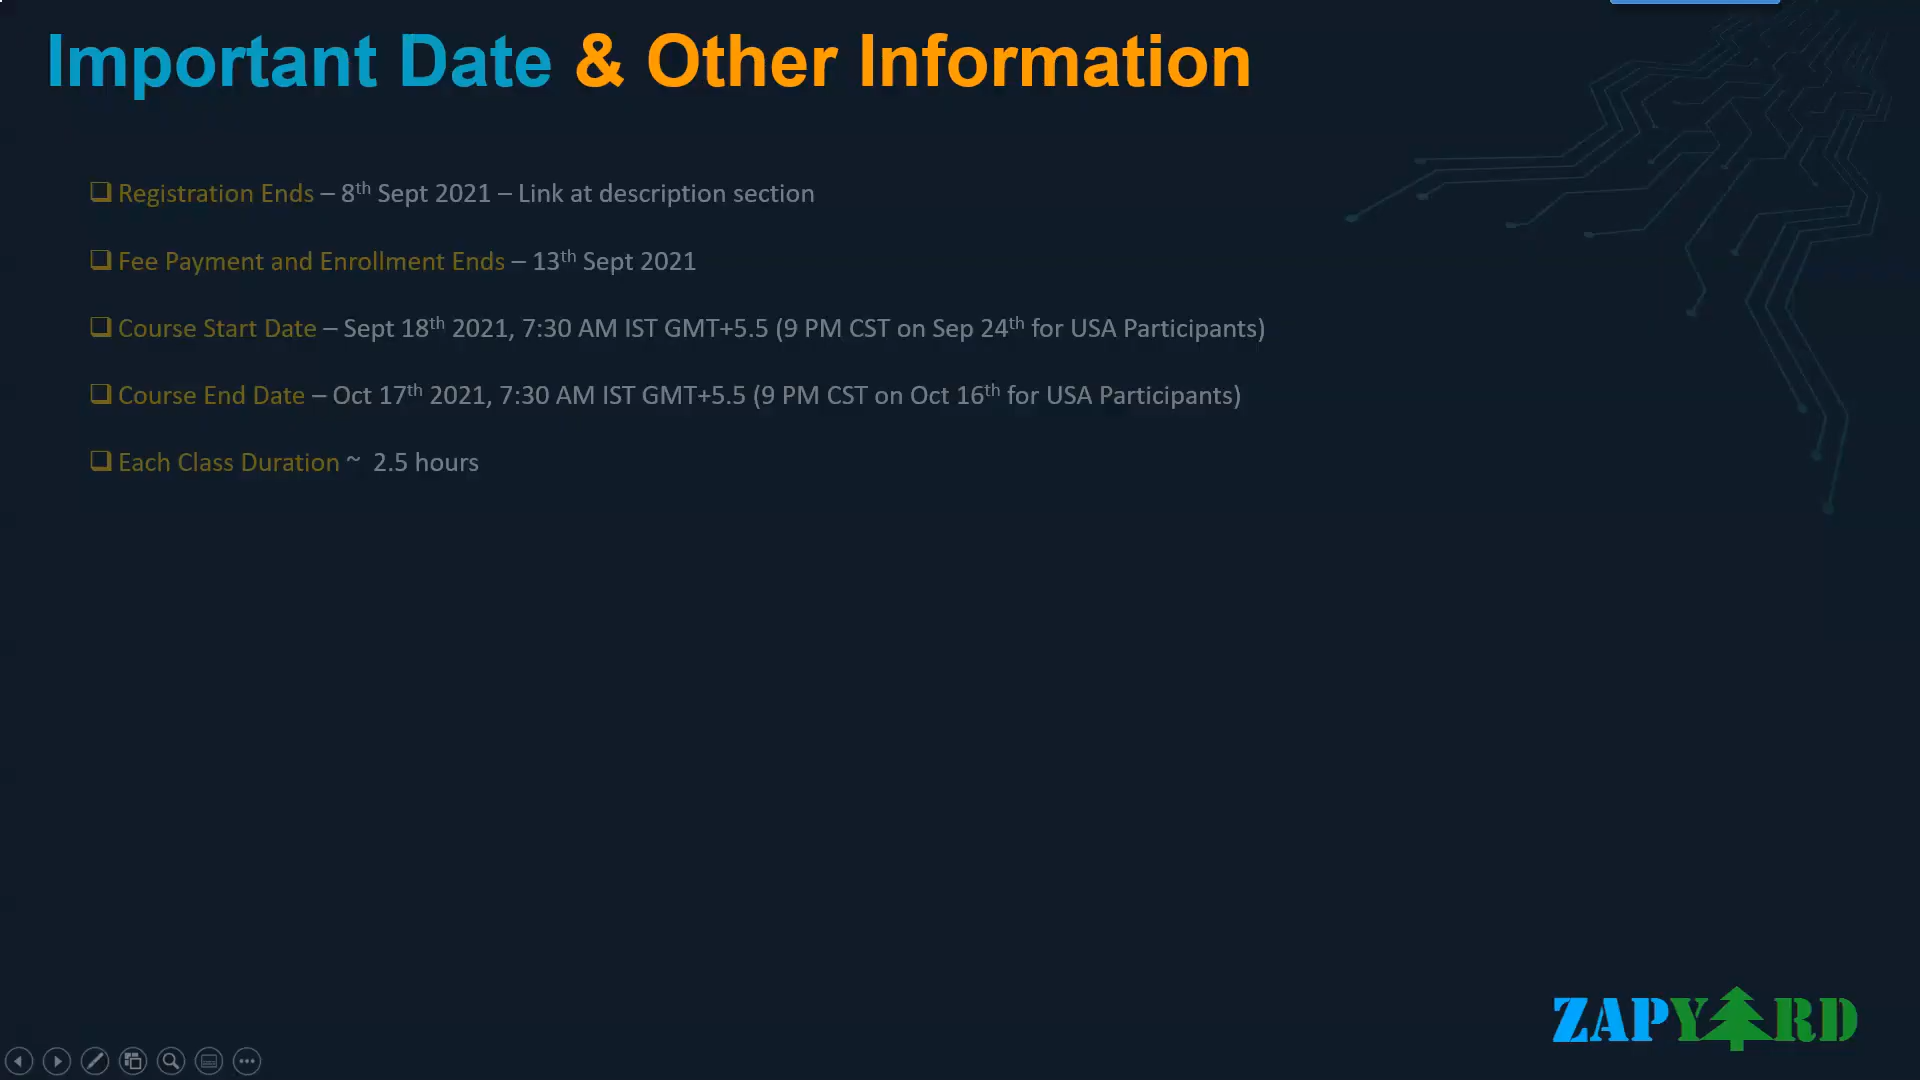 Important Date & Other Information
❑ Registration Ends – 8th Sept 2021 – Link at description section
❑ Fee Payment and Enrollment Ends – 13th Sept 2021
❑ Course Start Date – Sept 18th 2021, 7:30 AM IST GMT+5.5 (9 PM CST on Sep 24th for USA Participants)
❑ Course End Date – Oct 17th 2021, 7:30 AM IST GMT+5.5 (9 PM CST on Oct 16th for USA Participants)
❑ Each Class Duration ~ 2.5 hours
ZAPYARD